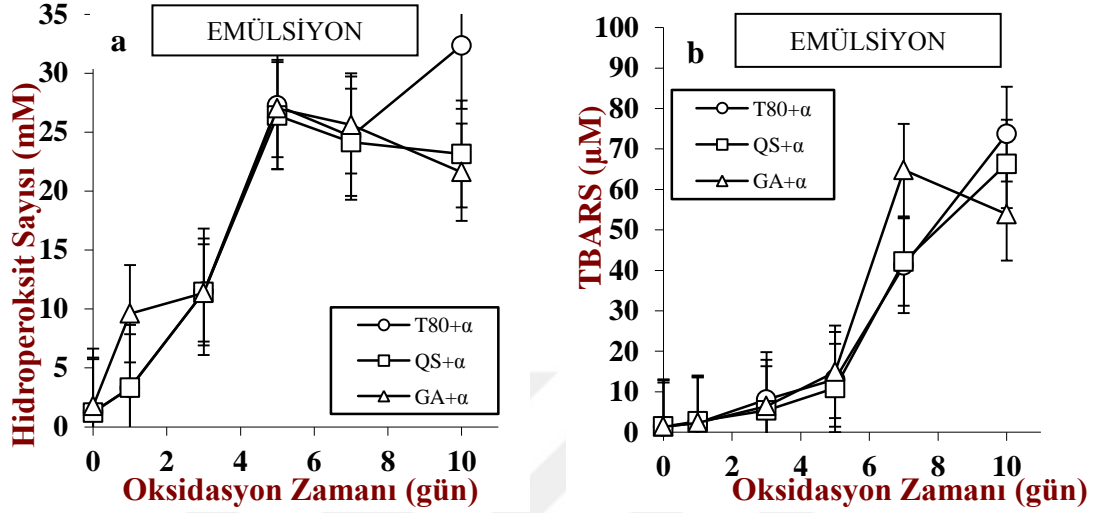 a
EMÜLSİYON
35
30
25
20
15
10
5
0
Hidroperoksit Sayısı (mM)
T80+α
QS+α
GA+α
0 2 4 6 8 10
Oksidasyon Zamanı (gün)
b
EMÜLSİYON
100
90
80
70
60
50
40
30
20
10
0
TBARS (µM)
T80+α
QS+α
GA+α
0 2 4 6 8 10
Oksidasyon Zamanı (gün)